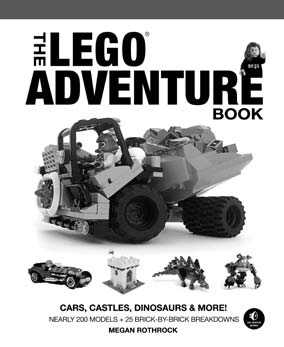 THE LEGO®
ADVENTURE
BOOK
CARS, CASTLES, DINOSAURS & MORE!
NEARLY 200 MODELS + 25 BRICK-BY-BRICK BREAKDOWNS
MEGAN ROTHROCK